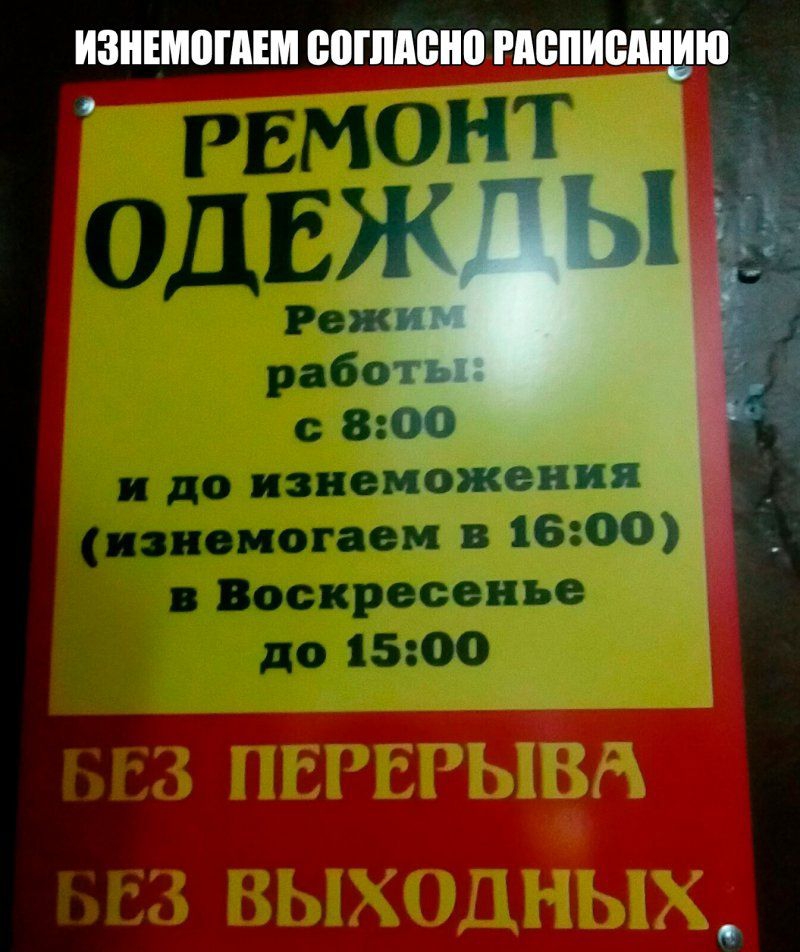 ИЗНЕМОГАЕМ СОГЛАСНО РАСПИСАНИЮ
РЕМОНТ
ОДЕЖДЫ
Режим
работы:
с 8:00
и до изнеможения
(изнемогаем в 16:00)
в Воскресенье
до 15:00
БЕЗ ПЕРЕРЫВА
БЕЗ ВЫХОДНЫХ